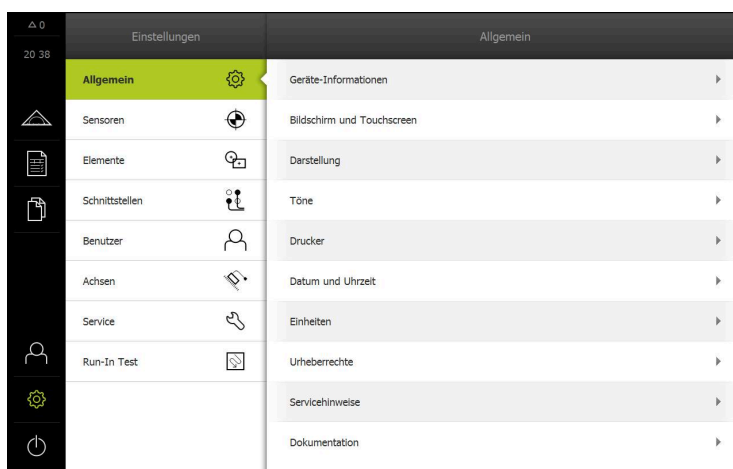 △ 0
20 38
Einstellungen
Allgemein
Sensoren
Elemente
Schnittstellen
Benutzer
Achsen
Service
Run-In Test
Allgemein
Geräte-Informationen
Bildschirm und Touchscreen
Darstellung
Töne
Drucker
Datum und Uhrzeit
Einheiten
Urheberrechte
Servicehinweise
Dokumentation